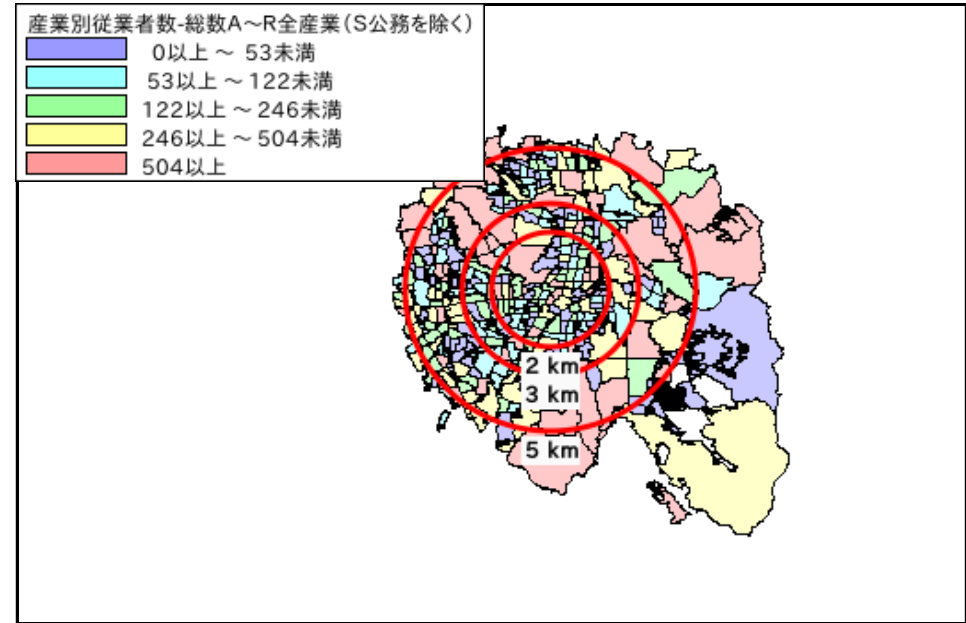 産業別従業者数-総数A～R全産業(S公務を除く)
0以上 ～ 53未満
53以上 ～ 122未満
122以上 ～ 246未満
246以上 ～ 504未満
504以上
2 km
3 km
5 km